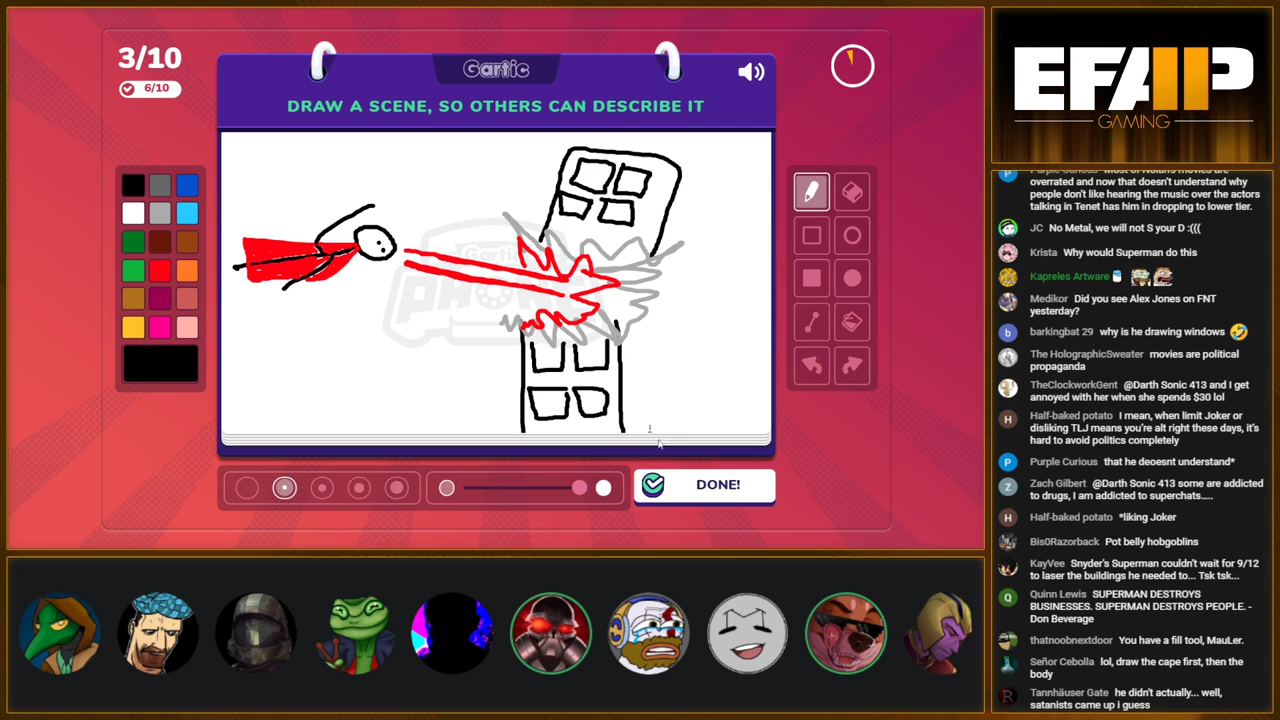 3/10
6/10
Gartic
DRAW A SCENE, SO OTHERS CAN DESCRIBE IT
Gartic
PHONE
DONE!
EFAP
GAMING
Purple Curious Most of Nolan's movies are
overrated and now that doesn't understand why
people don't like hearing the music over the actors
talking in Tenet has him in dropping to lower tier.
JC No Metal, we will not S your D :(((
Krista Why would Superman do this
Kapreles Artware
Medikor Did you see Alex Jones on FNT
yesterday?
barkingbat 29 why is he drawing windows 🤣
The HolographicSweater movies are political
propaganda
TheClockworkGent @Darth Sonic 413 and I get
annoyed with her when she spends $30 lol
Half-baked potato I mean, when limit Joker or
disliking TLJ means you're alt right these days, it's
hard to avoid politics completely
P Purple Curious that he deoesnt understand*
Z Zach Gilbert @Darth Sonic 413 some are addicted
to drugs, I am addicted to superchats.....
H Half-baked potato *liking Joker
Bis0Razorback Pot belly hobgoblins
KayVee Snyder's Superman couldn't wait for 9/12
to laser the buildings he needed to... Tsk tsk...
Q Quinn Lewis SUPERMAN DESTROYS
BUSINESSES. SUPERMAN DESTROYS PEOPLE. -
Don Beverage
thatnoobnextdoor You have a fill tool, MauLer.
Señor Cebolla lol, draw the cape first, then the
body
R Tannhäuser Gate he didn't actually... well,
satanists came up i guess